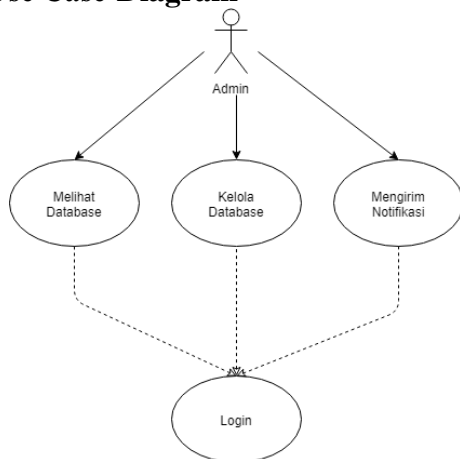 Use Case Diagram
Admin
Melihat
Database
Kelola
Database
Mengirim
Notifikasi
Login